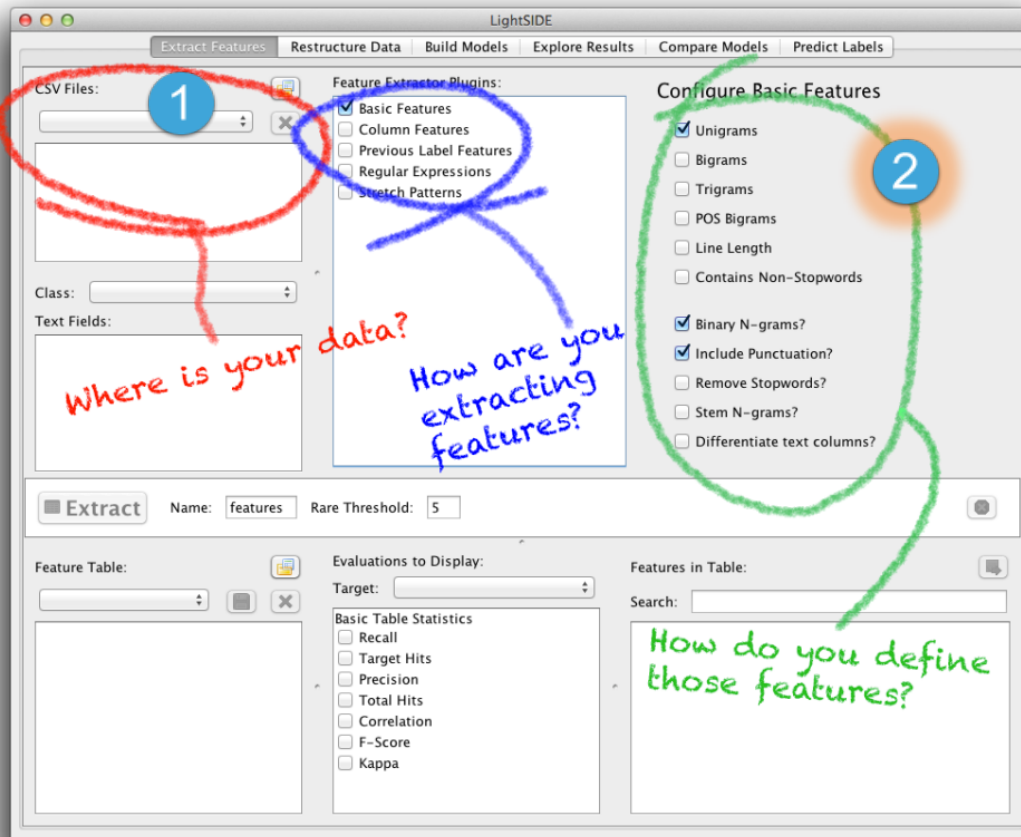 LightSIDE
Extract Features
Restructure Data
Build Models
Explore Results
Compare Models
Predict Labels
CSV Files:
1
Feature Extractor Plugins:
Basic Features
Column Features
Previous Label Features
Regular Expressions
Stretch Patterns
Configure Basic Features
Unigrams
Bigrams
Trigrams
POS Bigrams
Line Length
Contains Non-Stopwords
Binary N-grams?
Include Punctuation?
Remove Stopwords?
Stem N-grams?
Differentiate text columns?
2
Class:
Text Fields:
Where is your data?
How are you
extracting
features?
Extract
Name: features
Rare Threshold: 5
Feature Table:
Evaluations to Display:
Target:
Basic Table Statistics
Recall
Target Hits
Precision
Total Hits
Correlation
F-Score
Kappa
Features in Table:
Search:
How do you define
those features?